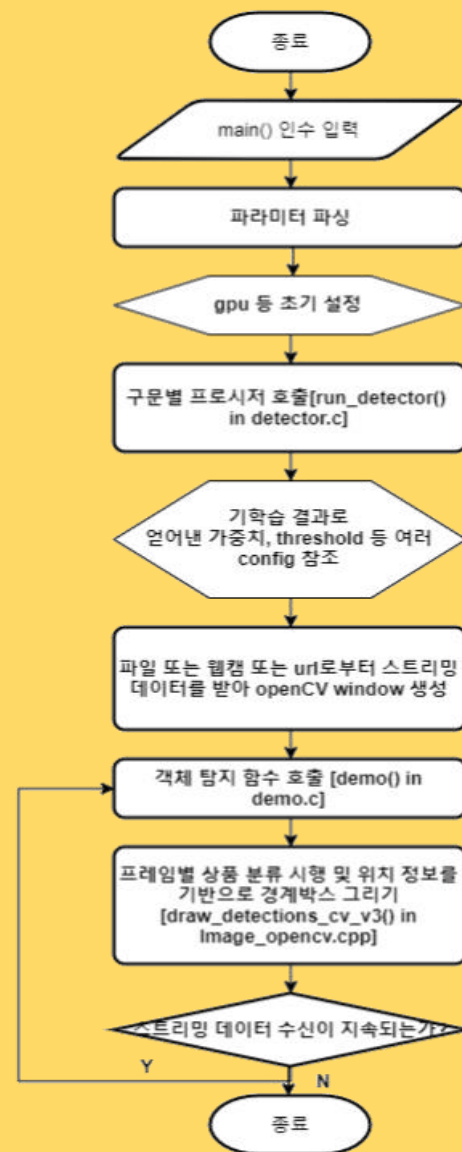 종료
main() 인수 입력
파라미터 파싱
gpu 등 초기 설정
구문별 프로시저 호출[run_detector()
in detector.c]
기학습 결과로
얻어낸 가중치, threshold 등 여러
config 참조
파일 또는 웹캠 또는 url로부터 스트리밍
데이터를 받아 openCV window 생성
객체 탐지 함수 호출 [demo() in
demo.c]
프레임별 상품 분류 시행 및 위치 정보를
기반으로 경계박스 그리기
[draw_detections_cv_v3() in
Image_opencv.cpp]
스트리밍 데이터 수신이 지속되는가?
Y
N
종료